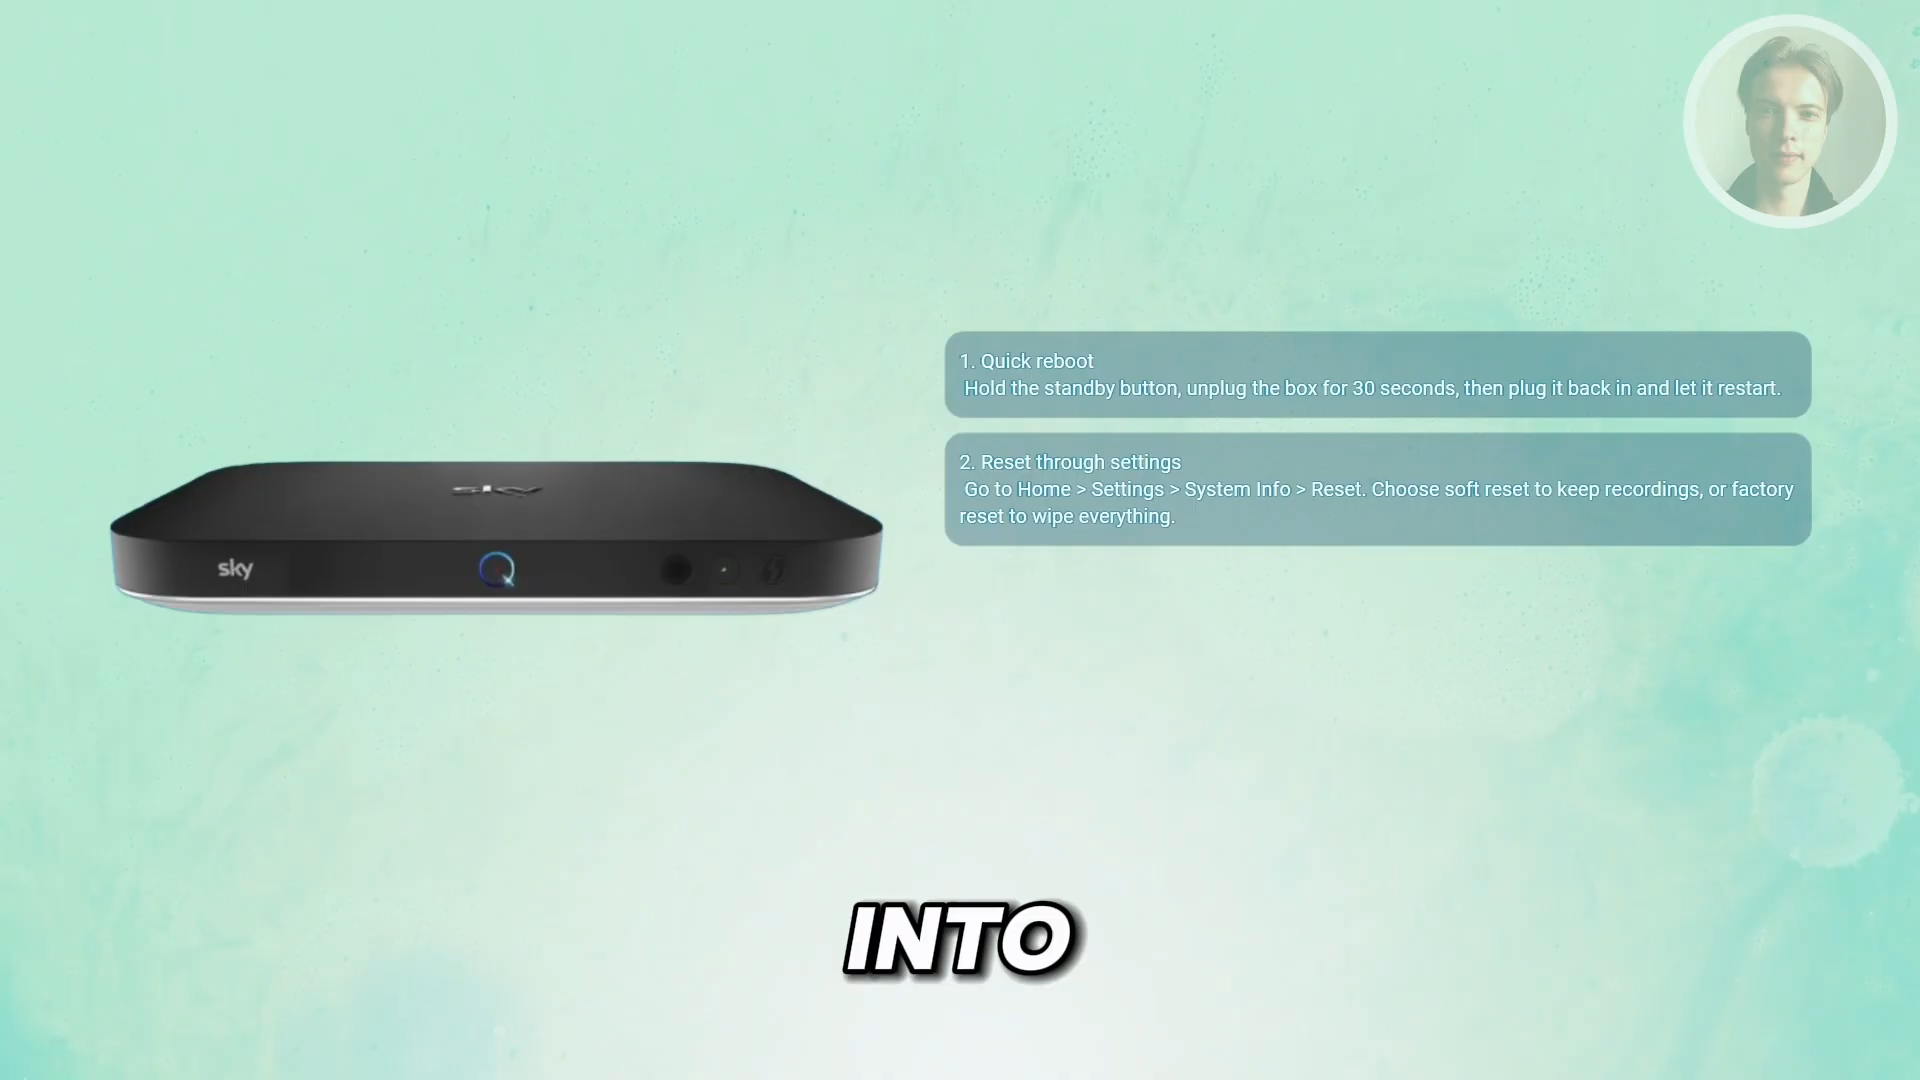 1. Quick reboot
Hold the standby button, unplug the box for 30 seconds, then plug it back in and let it restart.
2. Reset through settings
Go to Home > Settings > System Info > Reset. Choose soft reset to keep recordings, or factory
reset to wipe everything.
sky
sky
Q
INTO